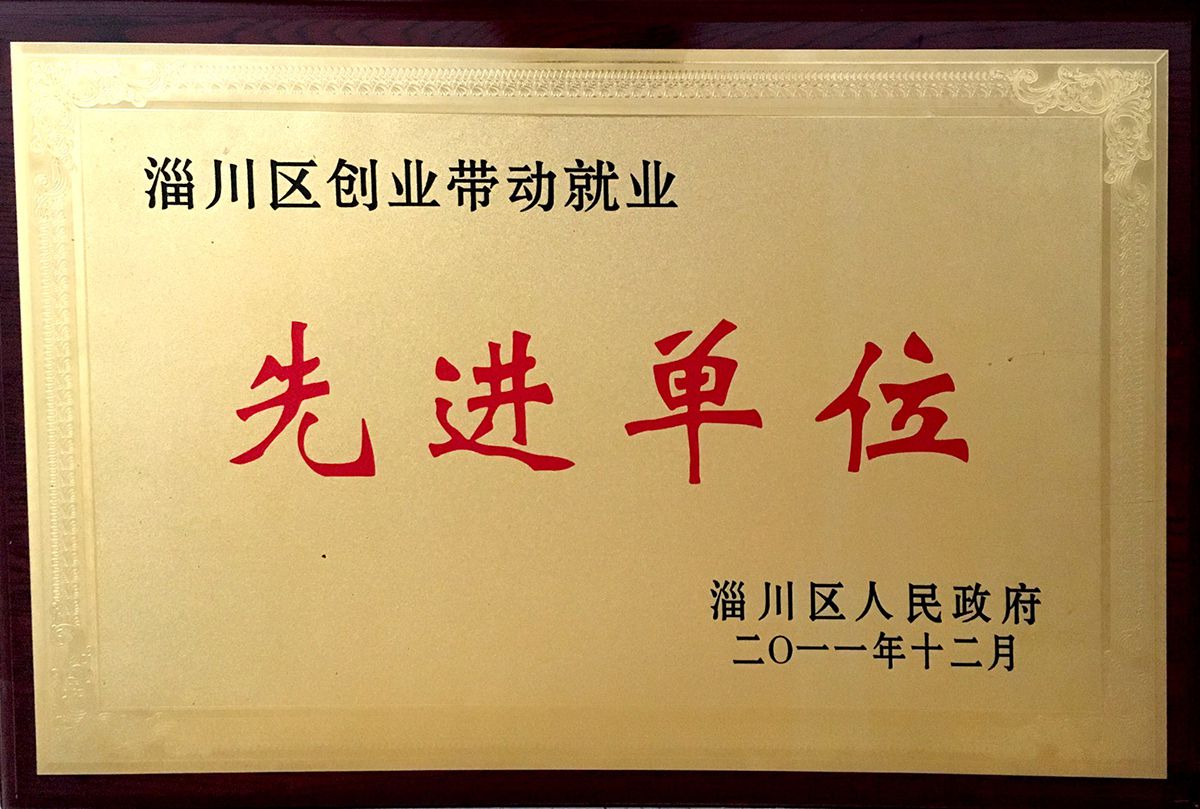 淄川区创业带动就业
先进单位
淄川区人民政府
二〇一一年十二月